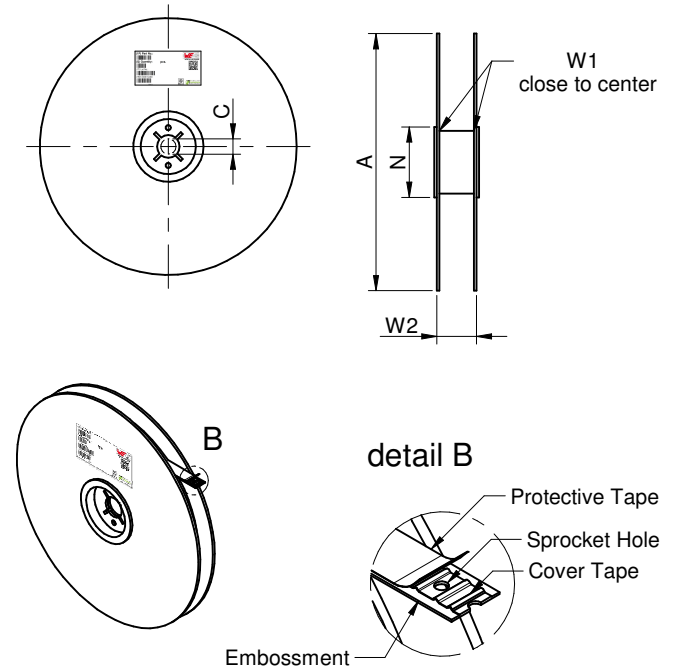 C
A
N
W1
close to center
W2
B
detail B
Protective Tape
Sprocket Hole
Cover Tape
Embossment